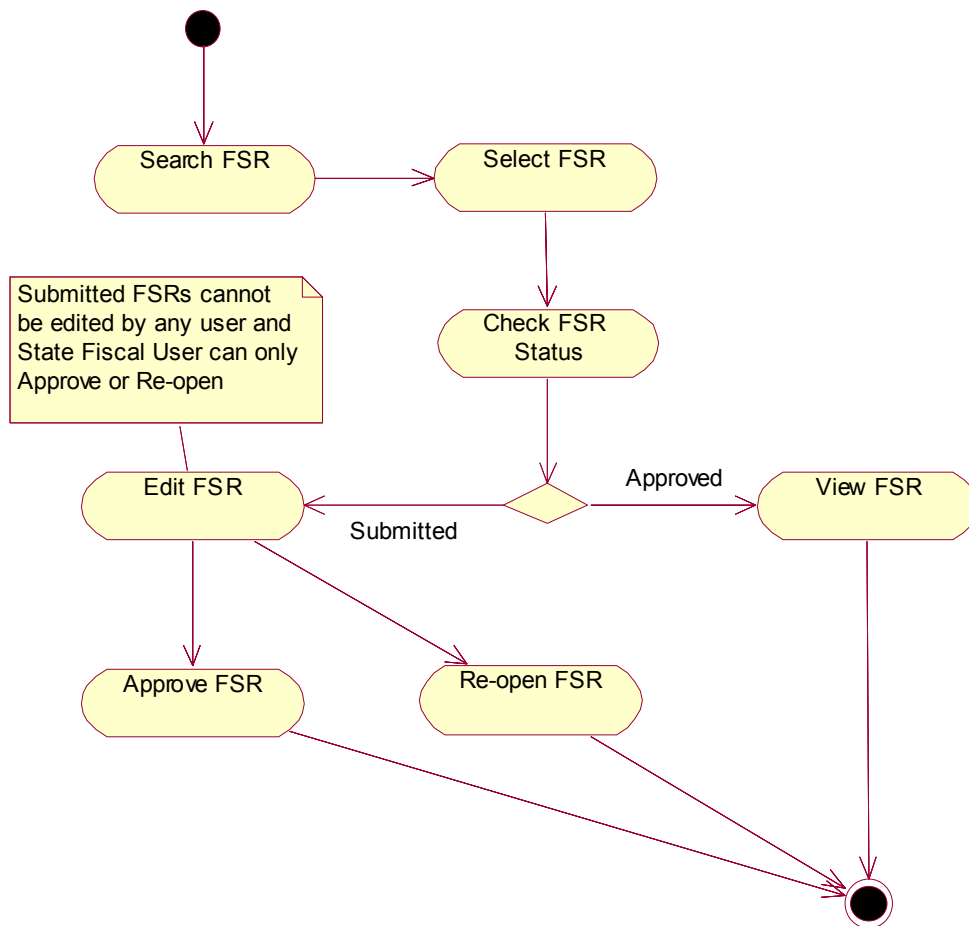 Search FSR
Select FSR
Submitted FSRs cannot
be edited by any user and
State Fiscal User can only
Approve or Re-open
Check FSR
Status
Edit FSR
Submitted
Approved
View FSR
Approve FSR
Re-open FSR